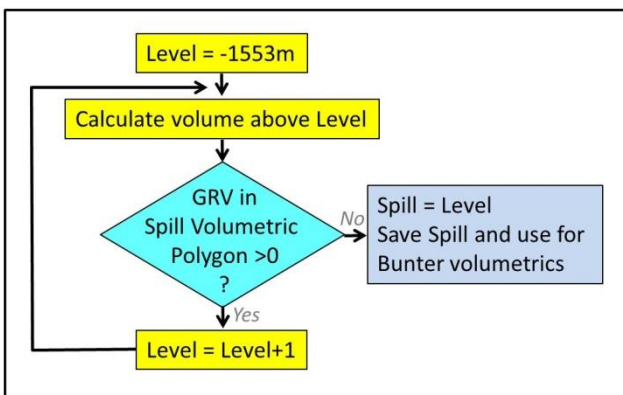 Level = -1553m
Calculate volume above Level
GRV in
Spill Volumetric
Polygon >0
?
No
Spill = Level
Save Spill and use for
Bunter volumetrics
Yes
Level = Level+1